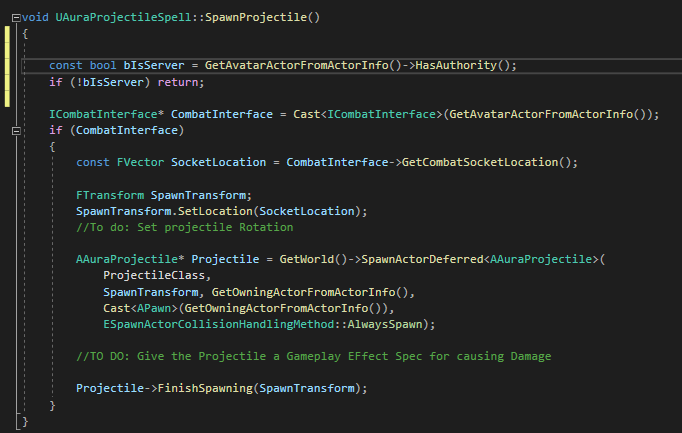 void UAuraProjectileSpell::SpawnProjectile()
{
const bool bIsServer = GetAvatarActorFromActorInfo()->HasAuthority();
if (!bIsServer) return;
ICombatInterface* CombatInterface = Cast<ICombatInterface>(GetAvatarActorFromActorInfo());
if (CombatInterface)
{
const FVector SocketLocation = CombatInterface->GetCombatSocketLocation();
FTransform SpawnTransform;
SpawnTransform.SetLocation(SocketLocation);
//To do: Set projectile Rotation
AAuraProjectile* Projectile = GetWorld()->SpawnActorDeferred<AAuraProjectile>(
ProjectileClass,
SpawnTransform, GetOwningActorFromActorInfo(),
Cast<APawn>(GetOwningActorFromActorInfo()),
ESpawnActorCollisionHandlingMethod::AlwaysSpawn);
//TO DO: Give the Projectile a Gameplay EFfect Spec for causing Damage
Projectile->FinishSpawning(SpawnTransform);
}
}